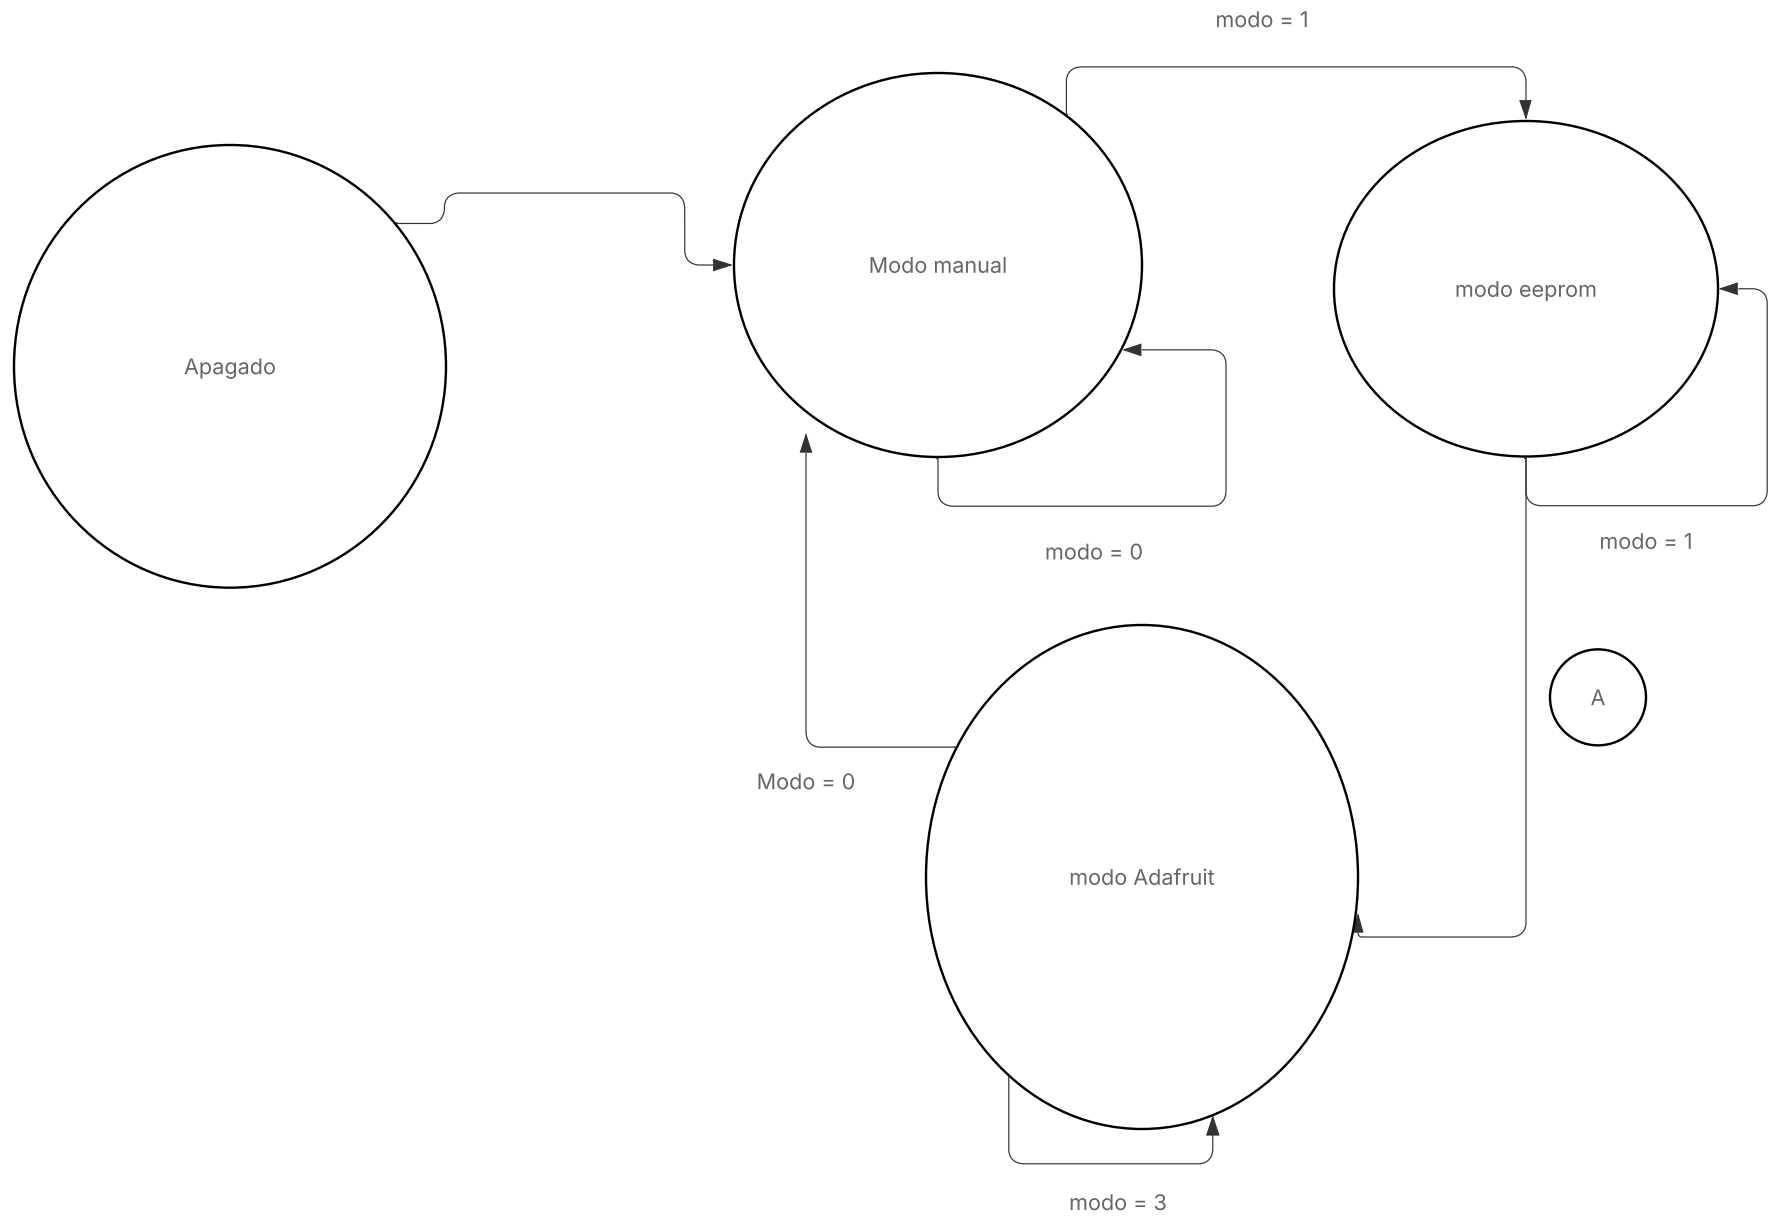 modo = 1
Modo manual
modo eeprom
Apagado
modo = 0
modo = 1
A
Modo = 0
modo Adafruit
modo = 3